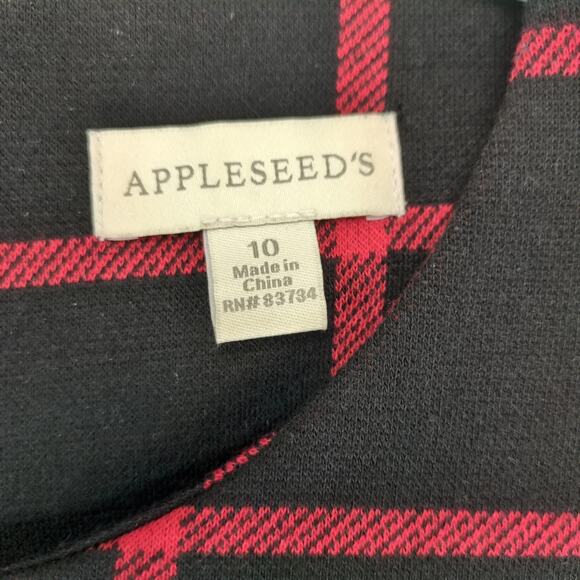 APPLESEED'S
10
Made in
China
RN# 83734